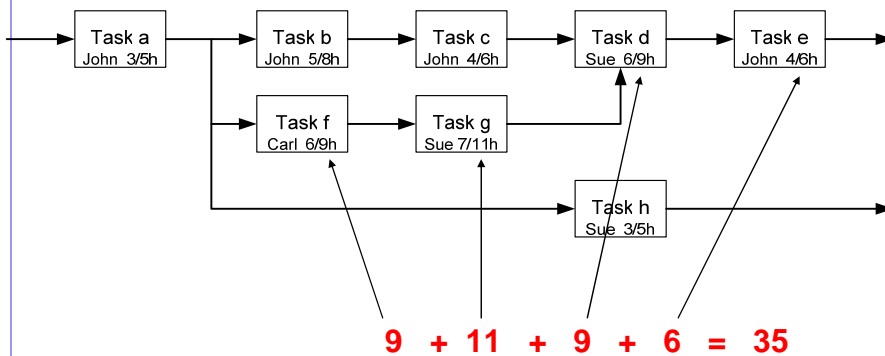 Task a
John 3/5h
Task b
John 5/8h
Task c
John 4/6h
Task d
Sue 6/9h
Task e
John 4/6h
Task f
Carl 6/9h
Task g
Sue 7/11h
Task h
Sue 3/5h
9 + 11 + 9 + 6 = 35